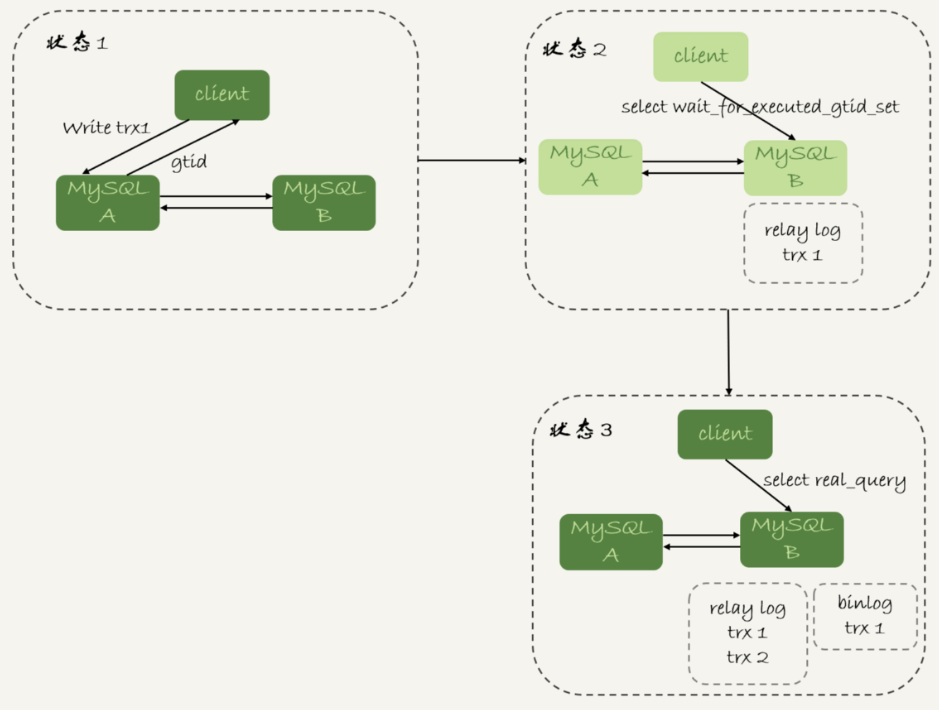 状态1
client
Write trx1
gtid
MySQL
A
MySQL
B
状态2
client
select wait_for_executed_gtid_set
MySQL
A
MySQL
B
relay log
trx 1
状态3
client
select real_query
MySQL
A
MySQL
B
relay log
trx 1
trx 2
binlog
trx 1